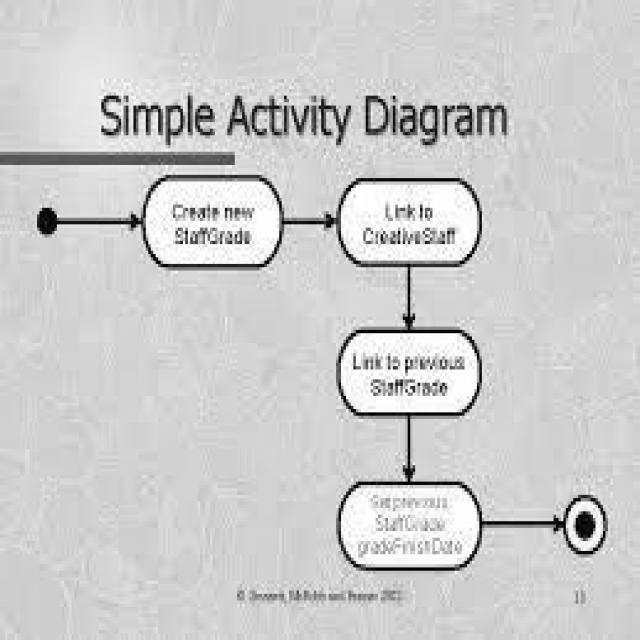 Simple Activity Diagram
Create new
StaffGrade
Link to
CreativeStaff
Link to previous
StaffGrade
Set previous
StaffGrade
gradeFinishDate
©